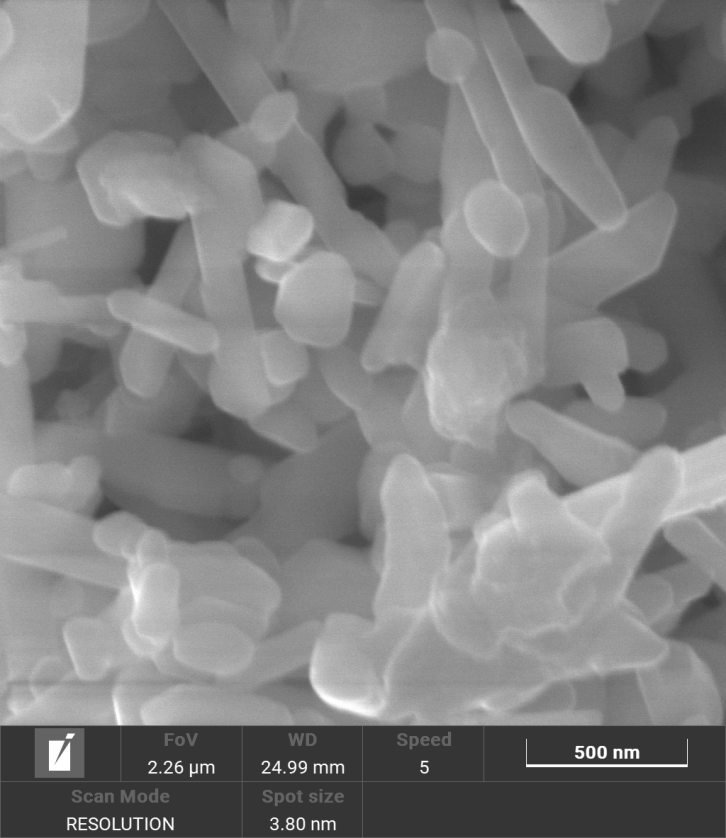 FoV
2.26 µm
WD
24.99 mm
Speed
5
500 nm
Scan Mode
RESOLUTION
Spot size
3.80 nm